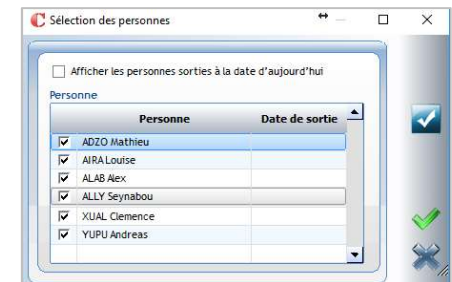 Sélection des personnes
Afficher les personnes sorties à la date d'aujourd'hui
Personne
Personne Date de sortie
ADZO Mathieu
AIRA Louise
ALAB Alex
ALLY Seynabou
XUAL Clemence
YUPU Andreas